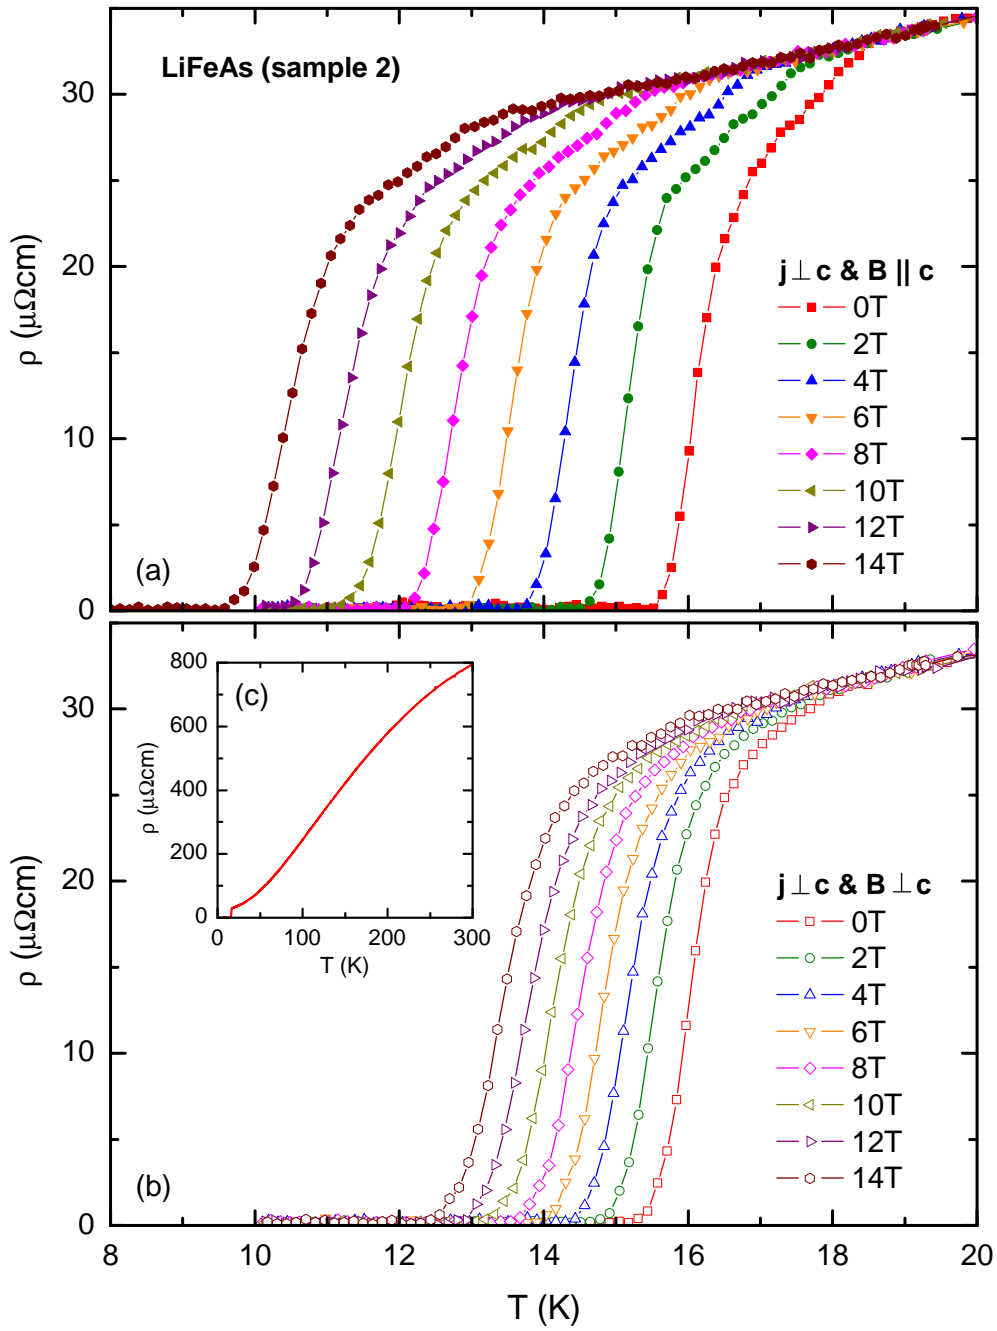 30
20
10
0
ρ (μΩcm)
LiFeAs (sample 2)
j⊥c & B || c
0T
2T
4T
6T
8T
10T
12T
14T
(a)
30
20
10
0
ρ (μΩcm)
800
600
400
200
0
ρ (μΩcm)
(c)
0 100 200 300
T (K)
j⊥c & B⊥c
0T
2T
4T
6T
8T
10T
12T
14T
(b)
8 10 12 14 16 18 20
T (K)